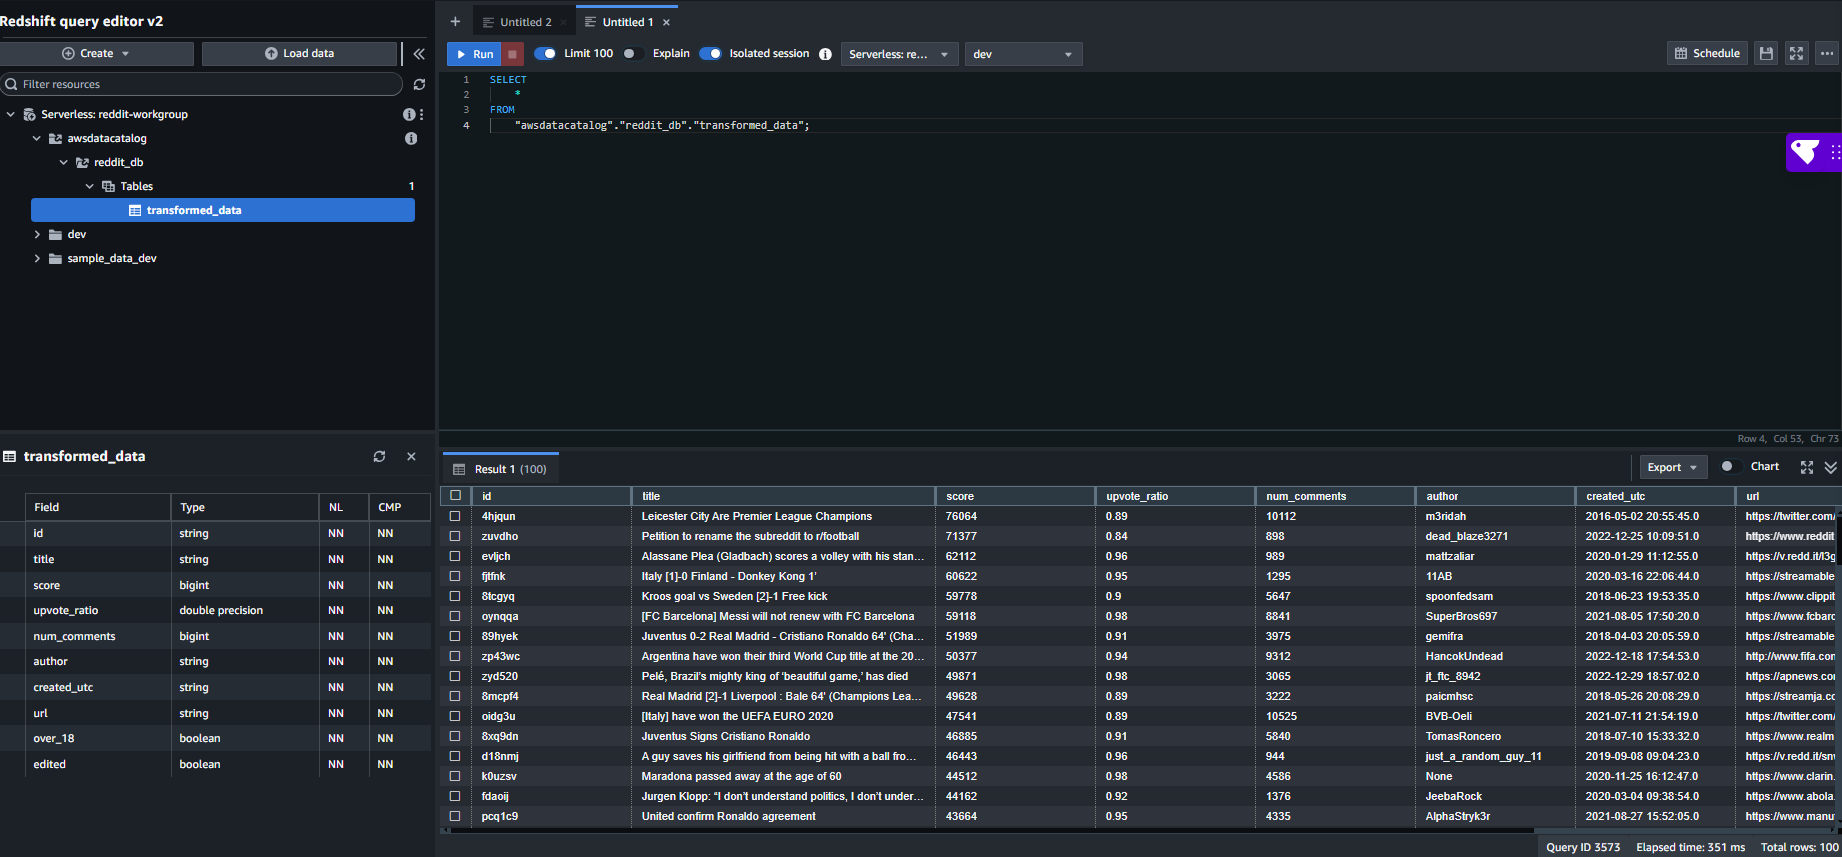 Redshift query editor v2
Create
Load data
Filter resources
Serverless: reddit-workgroup
awsdatacatalog
reddit_db
Tables 1
transformed_data
dev
sample_data_dev
Untitled 2
Untitled 1
Run
Limit 100
Explain
Isolated session
Serverless: re...
dev
Schedule
1 SELECT
2 *
3 FROM
4 "awsdatacatalog"."reddit_db"."transformed_data";
Row 4, Col 53, Chr 73
transformed_data
Field Type NL CMP
id string NN NN
title string NN NN
score bigint NN NN
upvote_ratio double precision NN NN
num_comments bigint NN NN
author string NN NN
created_utc string NN NN
url string NN NN
over_18 boolean NN NN
edited boolean NN NN
Result 1 (100)
Export
Chart
id title score upvote_ratio num_comments author created_utc url
4hjqun Leicester City Are Premier League Champions 76064 0.89 10112 m3ridah 2016-05-02 20:55:45.0 https://twitter.com/
zuvdho Petition to rename the subreddit to r/football 71377 0.84 898 dead_blaze3271 2022-12-25 10:09:51.0 https://www.reddit
evljch Alassane Plea (Gladbach) scores a volley with his stan... 62112 0.96 989 mattzaliar 2020-01-29 11:12:55.0 https://v.redd.it/l3g
fjtfnk Italy [1]-0 Finland - Donkey Kong 1' 60622 0.95 1295 11AB 2020-03-16 22:06:44.0 https://streamable
8tcgyq Kroos goal vs Sweden [2]-1 Free kick 59778 0.9 5647 spoonfedsam 2018-06-23 19:53:35.0 https://www.clippit
oynqqa [FC Barcelona] Messi will not renew with FC Barcelona 59118 0.98 8841 SuperBros697 2021-08-05 17:50:20.0 https://www.fcbarc
89hyek Juventus 0-2 Real Madrid - Cristiano Ronaldo 64' (Cha... 51989 0.91 3975 gemifra 2018-04-03 20:05:59.0 https://streamable
zp43wc Argentina have won their third World Cup title at the 20... 50377 0.94 9312 HancokUndead 2022-12-18 17:54:53.0 http://www.fifa.con
zyd520 Pelé, Brazil's mighty king of 'beautiful game,' has died 49871 0.98 3065 jt_ftc_8942 2022-12-29 18:57:02.0 https://apnews.con
8mcpf4 Real Madrid [2]-1 Liverpool : Bale 64' (Champions Lea... 49628 0.89 3222 paicmhsc 2018-05-26 20:08:29.0 https://streamja.cc
oidg3u [Italy] have won the UEFA EURO 2020 47541 0.89 10525 BVB-Oeli 2021-07-11 21:54:19.0 https://twitter.com/
8xq9dn Juventus Signs Cristiano Ronaldo 46885 0.91 5840 TomasRoncero 2018-07-10 15:33:32.0 https://www.realm
d18nmj A guy saves his girlfriend from being hit with a ball fro... 46443 0.96 944 just_a_random_guy_11 2019-09-08 09:04:23.0 https://v.redd.it/snv
k0uzsv Maradona passed away at the age of 60 44512 0.98 4586 None 2020-11-25 16:12:47.0 https://www.clarin.
fdaoij Jurgen Klopp: “I don’t understand politics, I don’t under... 44162 0.92 1376 JeebaRock 2020-03-04 09:38:54.0 https://www.abola.
pcq1c9 United confirm Ronaldo agreement 43664 0.95 4335 AlphaStryk3r 2021-08-27 15:52:05.0 https://www.manu
Query ID 3573 Elapsed time: 351 ms Total rows: 100